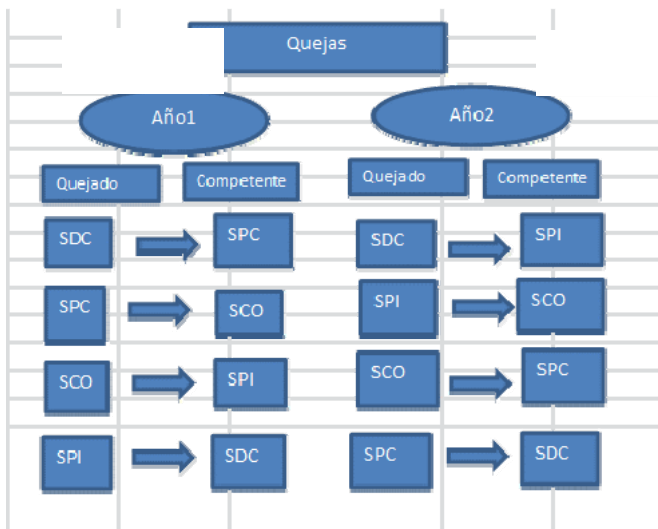 Quejas
Año1
Año2
Quejado
Competente
Quejado
Competente
SDC
SPC
SDC
SPI
SPC
SCO
SPI
SCO
SCO
SPI
SCO
SPC
SPI
SDC
SPC
SDC